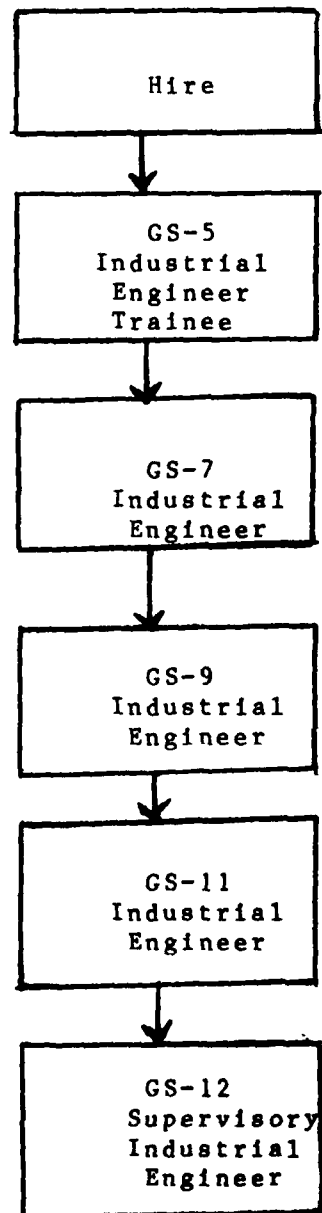 Hire
GS-5
Industrial
Engineer
Trainee
GS-7
Industrial
Engineer
GS-9
Industrial
Engineer
GS-11
Industrial
Engineer
GS-12
Supervisory
Industrial
Engineer